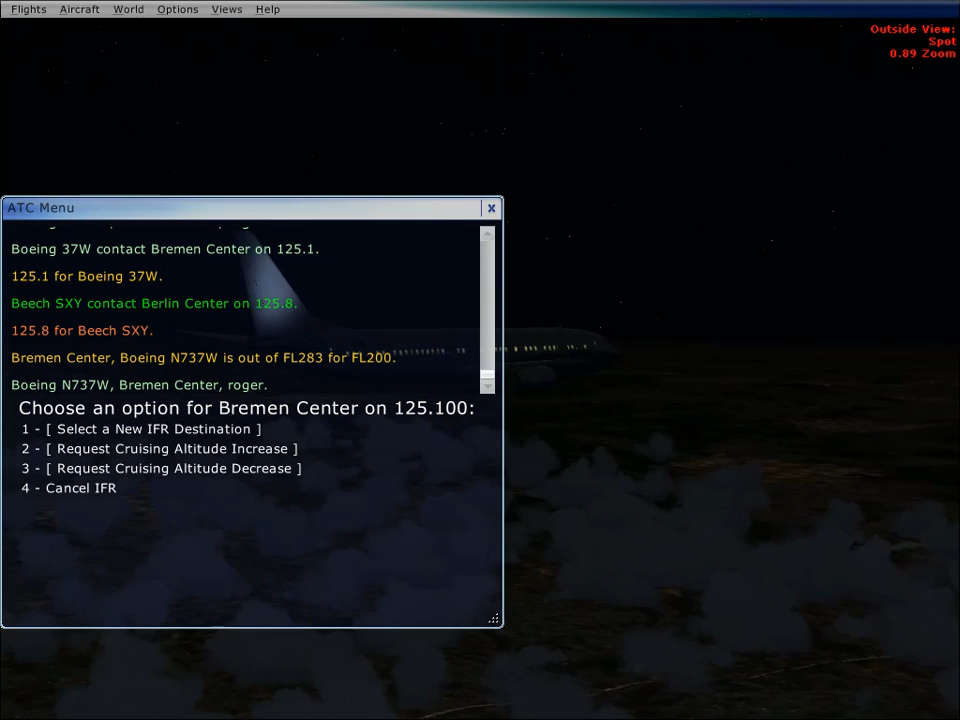 Flights Aircraft World Options Views Help
Outside View:
Spot
0.89 Zoom
ATC Menu x
Boeing 37W contact Bremen Center on 125.1.
125.1 for Boeing 37W.
Beech SXY contact Berlin Center on 125.8.
125.8 for Beech SXY.
Bremen Center, Boeing N737W is out of FL283 for FL200.
Boeing N737W, Bremen Center, roger.
Choose an option for Bremen Center on 125.100:
1 - [ Select a New IFR Destination ]
2 - [ Request Cruising Altitude Increase ]
3 - [ Request Cruising Altitude Decrease ]
4 - Cancel IFR